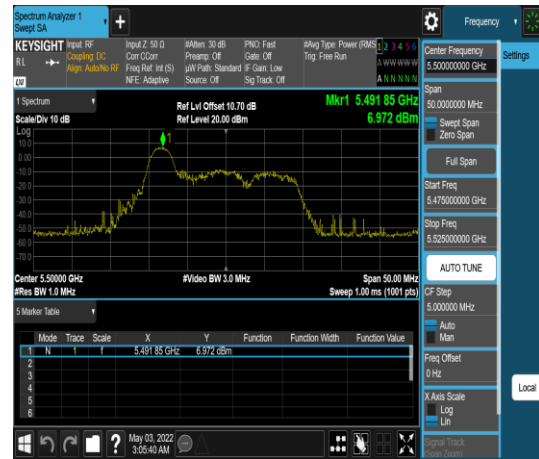 Spectrum Analyzer 1
Swept SA
+
Frequency
KEYSIGHT
RL
Input: RF
Coupling: DC
Align: Auto/No RF
Input Z: 50 Ω
Corr CCorr
Freq Ref: Int (S)
NFE: Adaptive
#Atten: 30 dB
Preamp: Off
µW Path: Standard
Source: Off
PNO: Fast
Gate: Off
IF Gain: Low
Sig Track: Off
#Avg Type: Power (RMS
Trig: Free Run
1 2 3 4 5 6
A W W W W W
A N N N N N
1 Spectrum
Scale/Div 10 dB
Ref Lvl Offset 10.70 dB
Ref Level 20.00 dBm
Mkr1 5.491 85 GHz
6.972 dBm
Log
10.0
0.00
-10.0
-20.0
-30.0
-40.0
-50.0
-60.0
-70.0
1
Center 5.50000 GHz
#Res BW 1.0 MHz
#Video BW 3.0 MHz
Span 50.00 MHz
Sweep 1.00 ms (1001 pts)
5 Marker Table
Mode Trace Scale X Y Function Function Width Function Value
1 N 1 f 5.491 85 GHz 6.972 dBm
2
3
4
5
6
?
May 03, 2022
3:05:40 AM
Center Frequency
5.500000000 GHz
Settings
Span
50.0000000 MHz
Swept Span
Zero Span
Full Span
Start Freq
5.475000000 GHz
Stop Freq
5.525000000 GHz
AUTO TUNE
CF Step
5.000000 MHz
Auto
Man
Freq Offset
0 Hz
Local
X Axis Scale
Log
Lin
Signal Track
(Span Zoom)